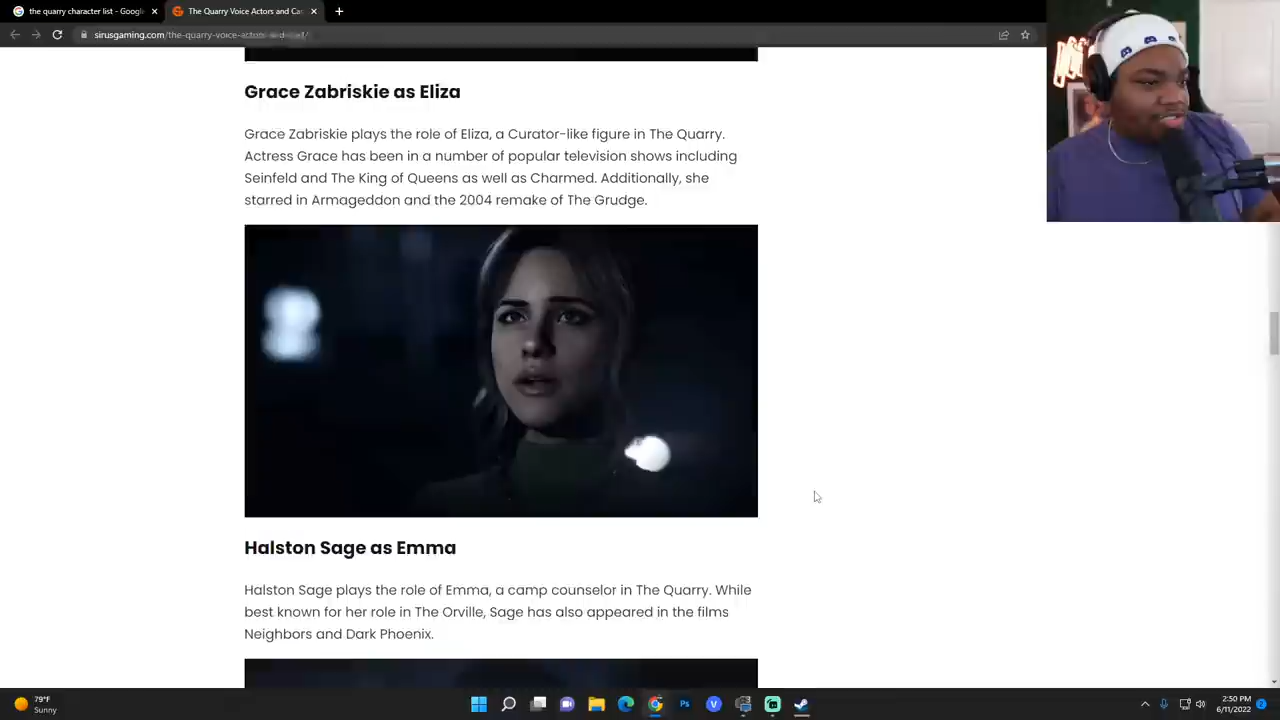 the quarry character list - Google
The Quarry Voice Actors and Cas
sirusgaming.com/the-quarry-voice-actors-and-cast/
Grace Zabriskie as Eliza
Grace Zabriskie plays the role of Eliza, a Curator-like figure in The Quarry.
Actress Grace has been in a number of popular television shows including
Seinfeld and The King of Queens as well as Charmed. Additionally, she
starred in Armageddon and the 2004 remake of The Grudge.
Halston Sage as Emma
Halston Sage plays the role of Emma, a camp counselor in The Quarry. While
best known for her role in The Orville, Sage has also appeared in the films
Neighbors and Dark Phoenix.
79°F
Sunny
2:50 PM
6/11/2022